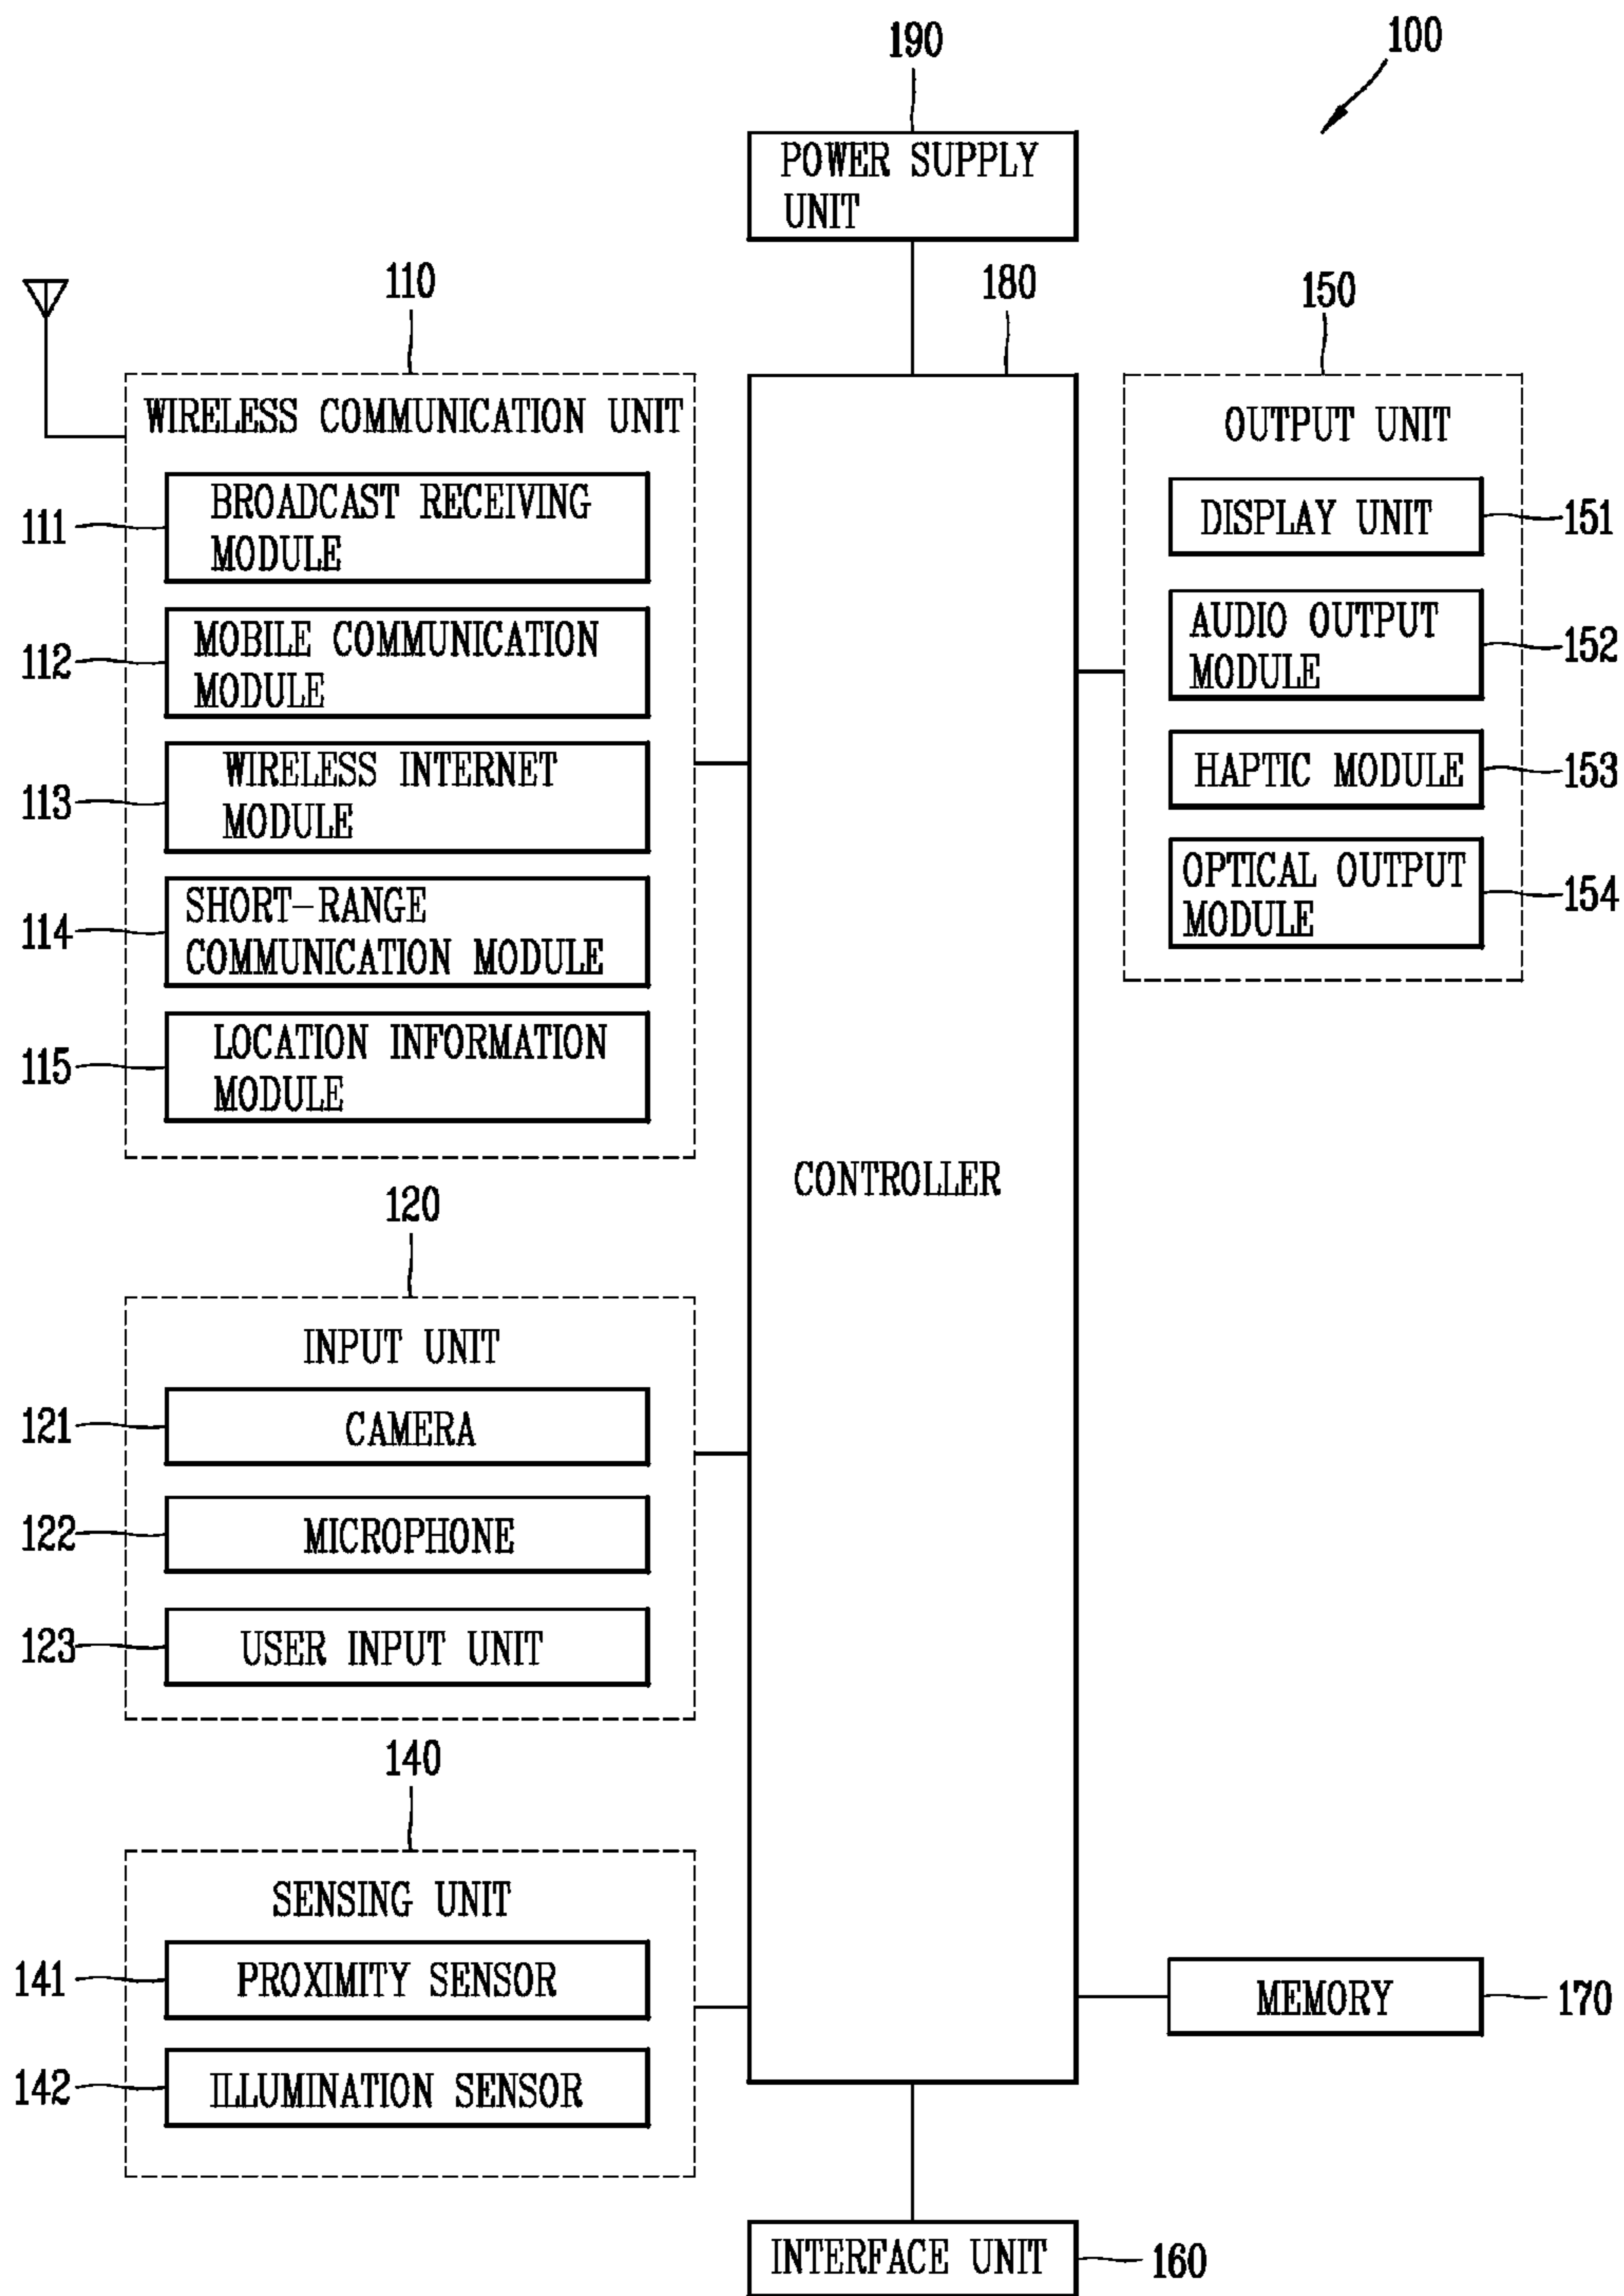 190
100
POWER SUPPLY
UNIT
110
180
150
WIRELESS COMMUNICATION UNIT
111
BROADCAST RECEIVING
MODULE
112
MOBILE COMMUNICATION
MODULE
113
WIRELESS INTERNET
MODULE
114
SHORT-RANGE
COMMUNICATION MODULE
115
LOCATION INFORMATION
MODULE
120
INPUT UNIT
121
CAMERA
122
MICROPHONE
123
USER INPUT UNIT
140
SENSING UNIT
141
PROXIMITY SENSOR
142
ILLUMINATION SENSOR
CONTROLLER
OUTPUT UNIT
DISPLAY UNIT
151
AUDIO OUTPUT
MODULE
152
HAPTIC MODULE
153
OPTICAL OUTPUT
MODULE
154
MEMORY
170
INTERFACE UNIT
160